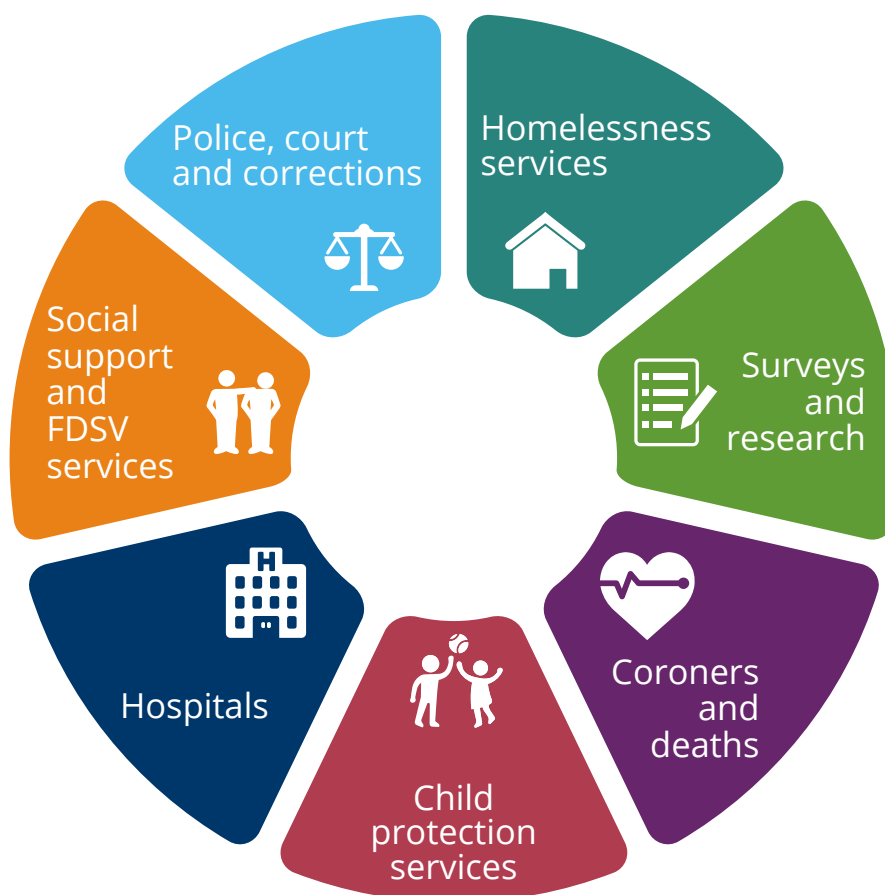 Police, court
and corrections
Homelessness
services
Social
support
and
FDSV
services
Surveys
and
research
H
Hospitals
Coroners
and
deaths
Child
protection
services